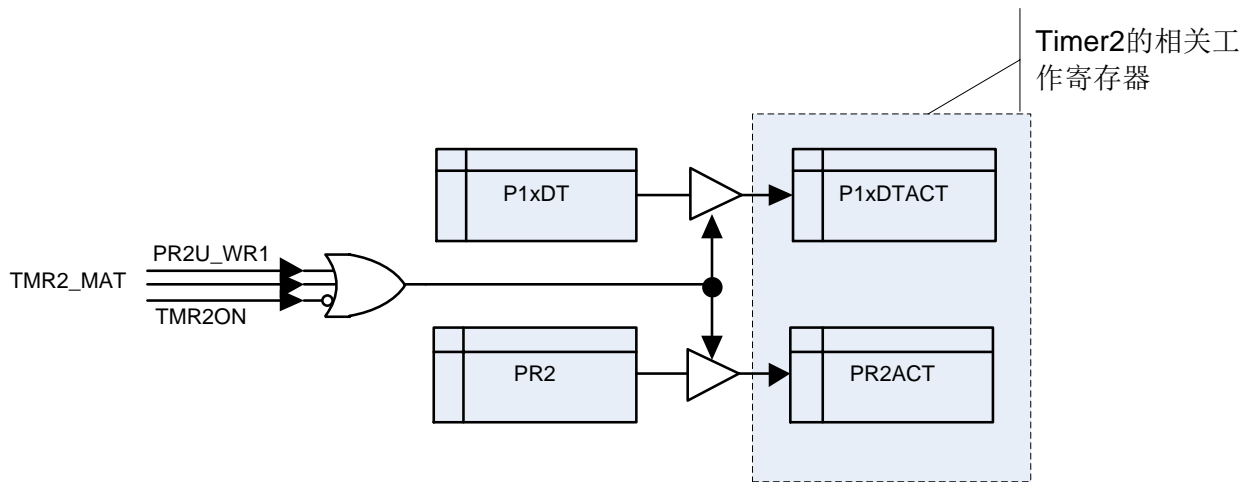 Timer2的相关工
作寄存器
P1xDT
P1xDTACT
PR2U_WR1
TMR2_MAT
TMR2ON
PR2
PR2ACT